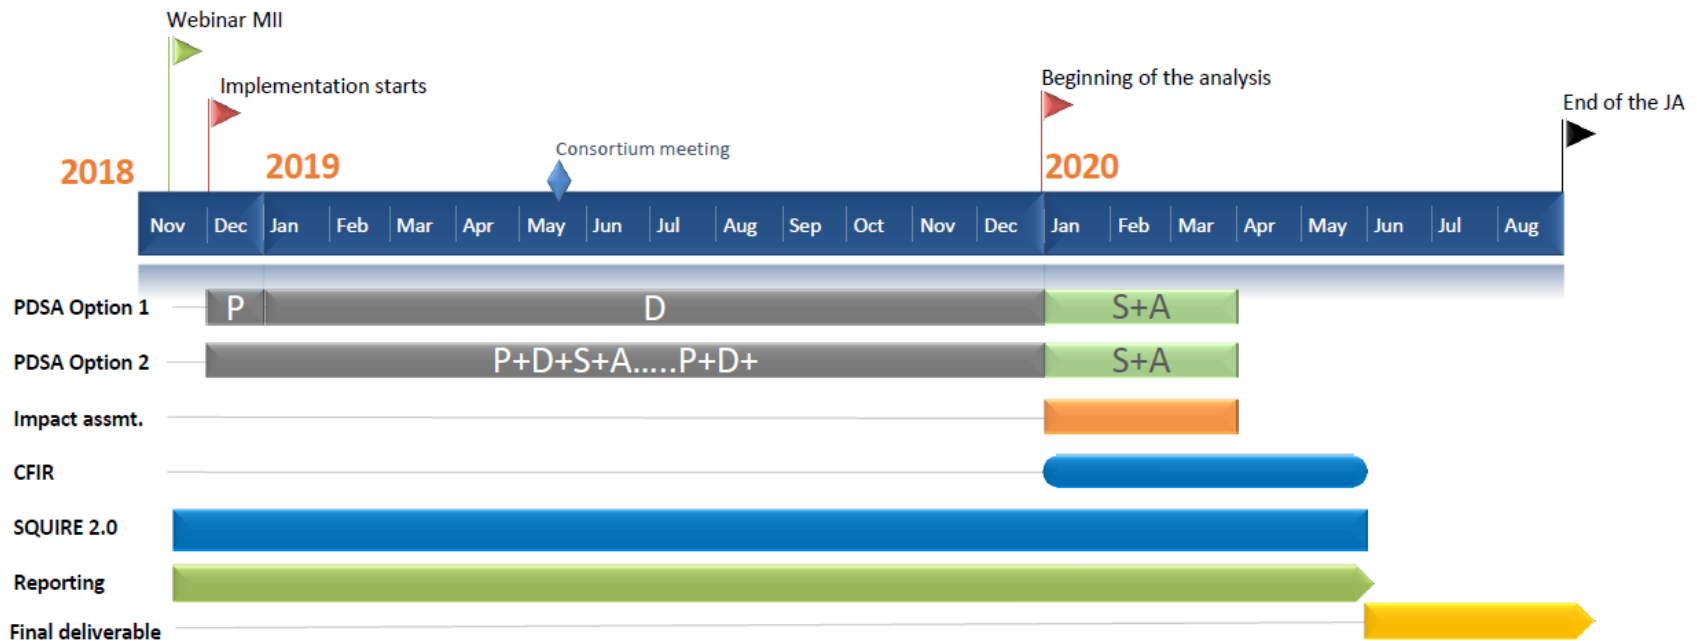 Webinar MII
Implementation starts
Beginning of the analysis
End of the JA
Consortium meeting
2018
2019
2020
Nov Dec Jan Feb Mar Apr May Jun Jul Aug Sep Oct Nov Dec Jan Feb Mar Apr May Jun Jul Aug
PDSA Option 1
P D S+A
PDSA Option 2
P+D+S+A.....P+D+ S+A
Impact assmt.
CFIR
SQUIRE 2.0
Reporting
Final deliverable